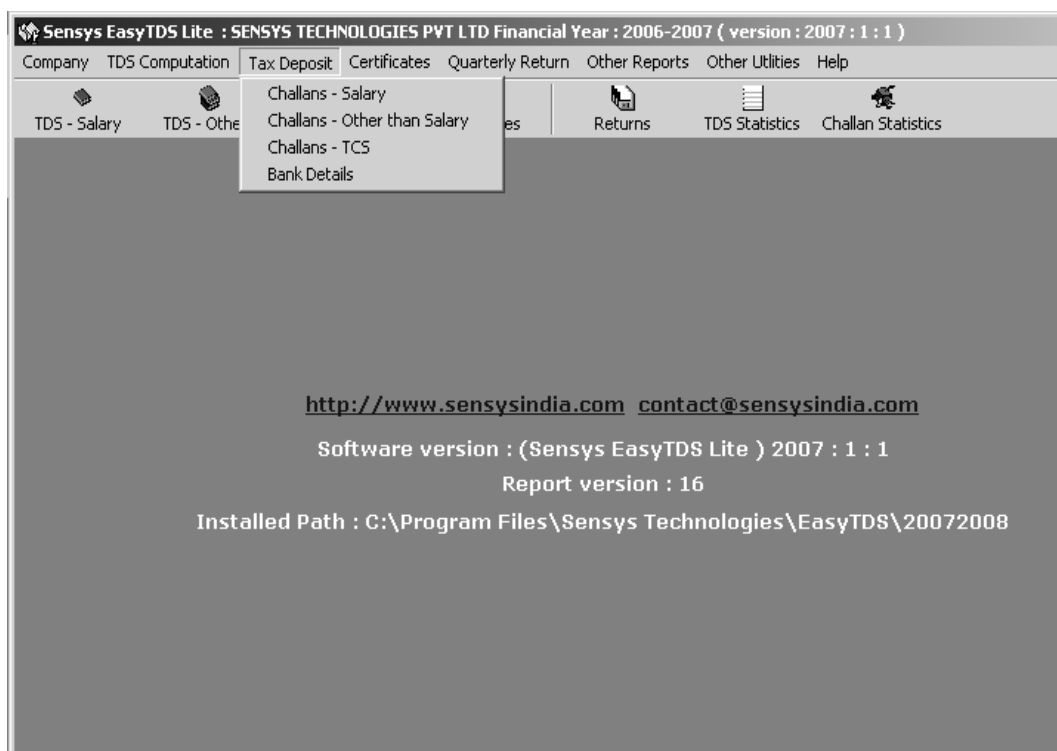 Sensys EasyTDS Lite : SENSYS TECHNOLOGIES PVT LTD Financial Year : 2006-2007 ( version : 2007 : 1 : 1 )
Company TDS Computation Tax Deposit Certificates Quarterly Return Other Reports Other Utlities Help
Challans - Salary
Challans - Other than Salary
Challans - TCS
Bank Details
TDS - Salary TDS - Othe es Returns TDS Statistics Challan Statistics
http://www.sensysindia.com contact@sensysindia.com
Software version : (Sensys EasyTDS Lite ) 2007 : 1 : 1
Report version : 16
Installed Path : C:\Program Files\Sensys Technologies\EasyTDS\20072008